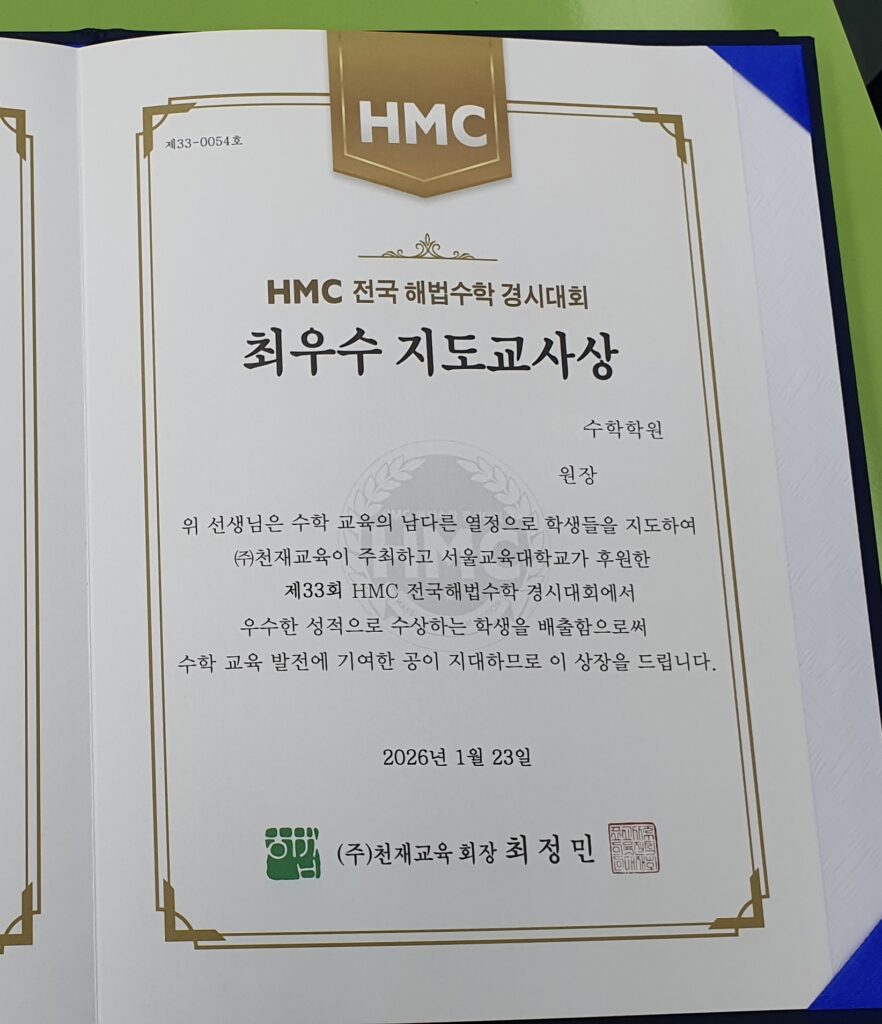 HMC
제33-0054호
HMC 전국 해법수학 경시대회
최우수 지도교사상
수학학원
원장
위 선생님은 수학 교육의 남다른 열정으로 학생들을 지도하여
㈜천재교육이 주최하고 서울교육대학교가 후원한
제33회 HMC 전국해법수학 경시대회에서
우수한 성적으로 수상하는 학생을 배출함으로써
수학 교육 발전에 기여한 공이 지대하므로 이 상장을 드립니다.
HMC
2026년 1월 23일
해법
(주)천재교육 회장 최정민